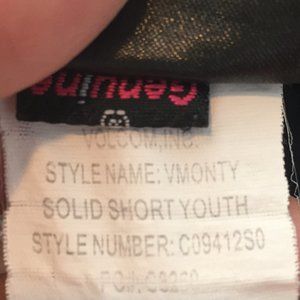 Genuine
VOLCOM, INC.
STYLE NAME: VMONTY
SOLID SHORT YOUTH
STYLE NUMBER: C09412S0